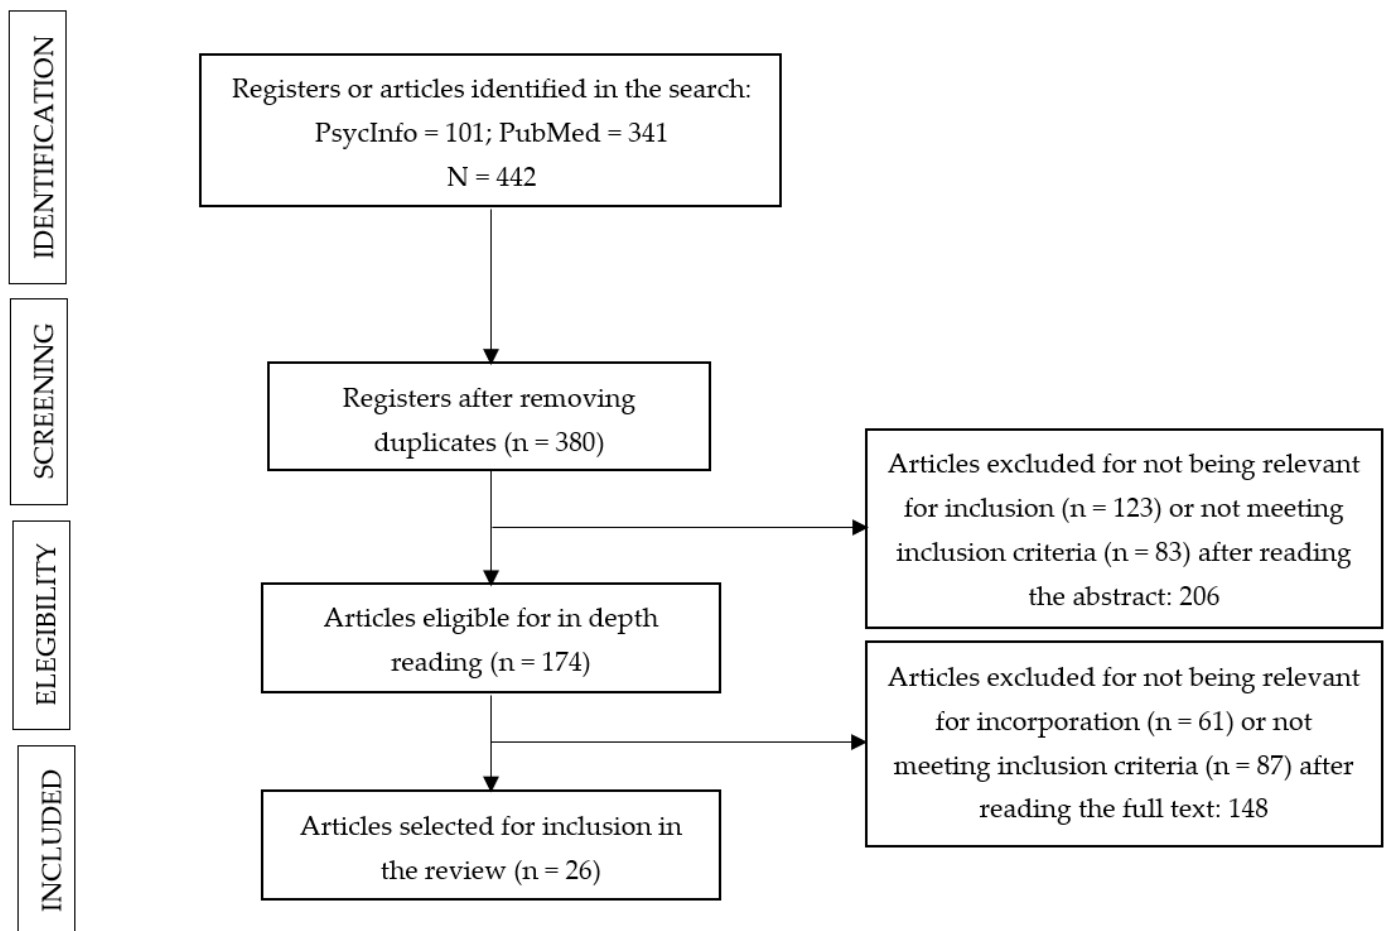 IDENTIFICATION
Registers or articles identified in the search:
PsycInfo = 101; PubMed = 341
N = 442
SCREENING
Registers after removing
duplicates (n = 380)
Articles excluded for not being relevant
for inclusion (n = 123) or not meeting
inclusion criteria (n = 83) after reading
the abstract: 206
ELEGIBILITY
Articles eligible for in depth
reading (n = 174)
Articles excluded for not being relevant
for incorporation (n = 61) or not
meeting inclusion criteria (n = 87) after
reading the full text: 148
INCLUDED
Articles selected for inclusion in
the review (n = 26)